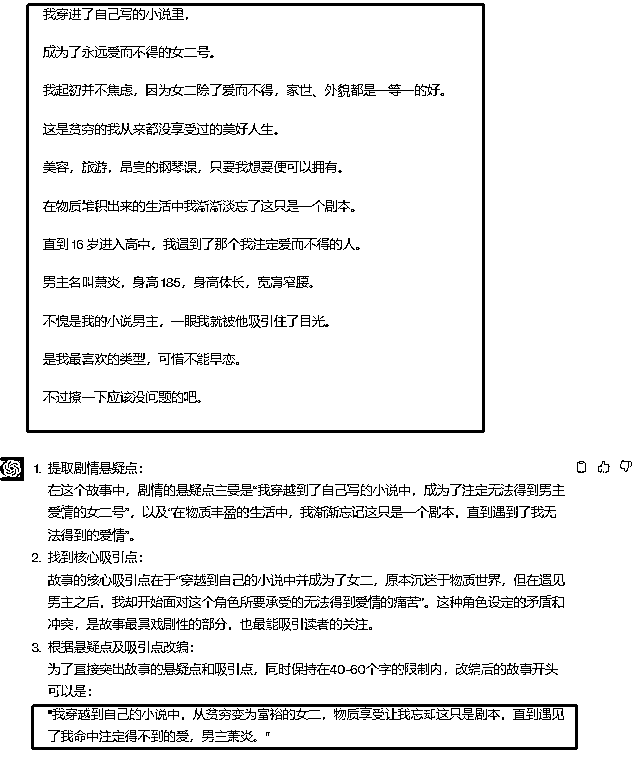 我穿进了自己写的小说里，
成为了永远爱而不得的女二号。
我起初并不焦虑，因为女二除了爱而不得，家世、外貌都是一等一的好。
这是贫穷的我从来都没享受过的美好人生。
美容，旅游，昂贵的钢琴课，只要我想要便可以拥有。
在物质堆积出来的生活中我渐渐淡忘了这只是一个剧本。
直到 16 岁进入高中，我遇到了那个我注定爱而不得的人。
男主名叫萧炎，身高 185，身高体长，宽肩窄腰。
不愧是我的小说男主，一眼我就被他吸引住了目光。
是我最喜欢的类型，可惜不能早恋。
不过撩一下应该没问题的吧。
1. 提取剧情悬疑点：
在这个故事中，剧情的悬疑点主要是“我穿越到了自己写的小说中，成为了注定无法得到男主
爱情的女二号”，以及“在物质丰盈的生活中，我渐渐忘记这只是一个剧本，直到遇到了我无
法得到的爱情”。
2. 找到核心吸引点：
故事的核心吸引点在于“穿越到自己的小说中并成为了女二，原本沉迷于物质世界，但在遇见
男主之后，我却开始面对这个角色所要承受的无法得到爱情的痛苦”。这种角色设定的矛盾和
冲突，是故事最具戏剧性的部分，也最能吸引读者的关注。
3. 根据悬疑点及吸引点改编：
为了直接突出故事的悬疑点和吸引点，同时保持在40-60个字的限制内，改编后的故事开头
可以是：
“我穿越到自己的小说中，从贫穷变为富裕的女二，物质享受让我忘却这只是剧本，直到遇见
了我命中注定得不到的爱，男主萧炎。”